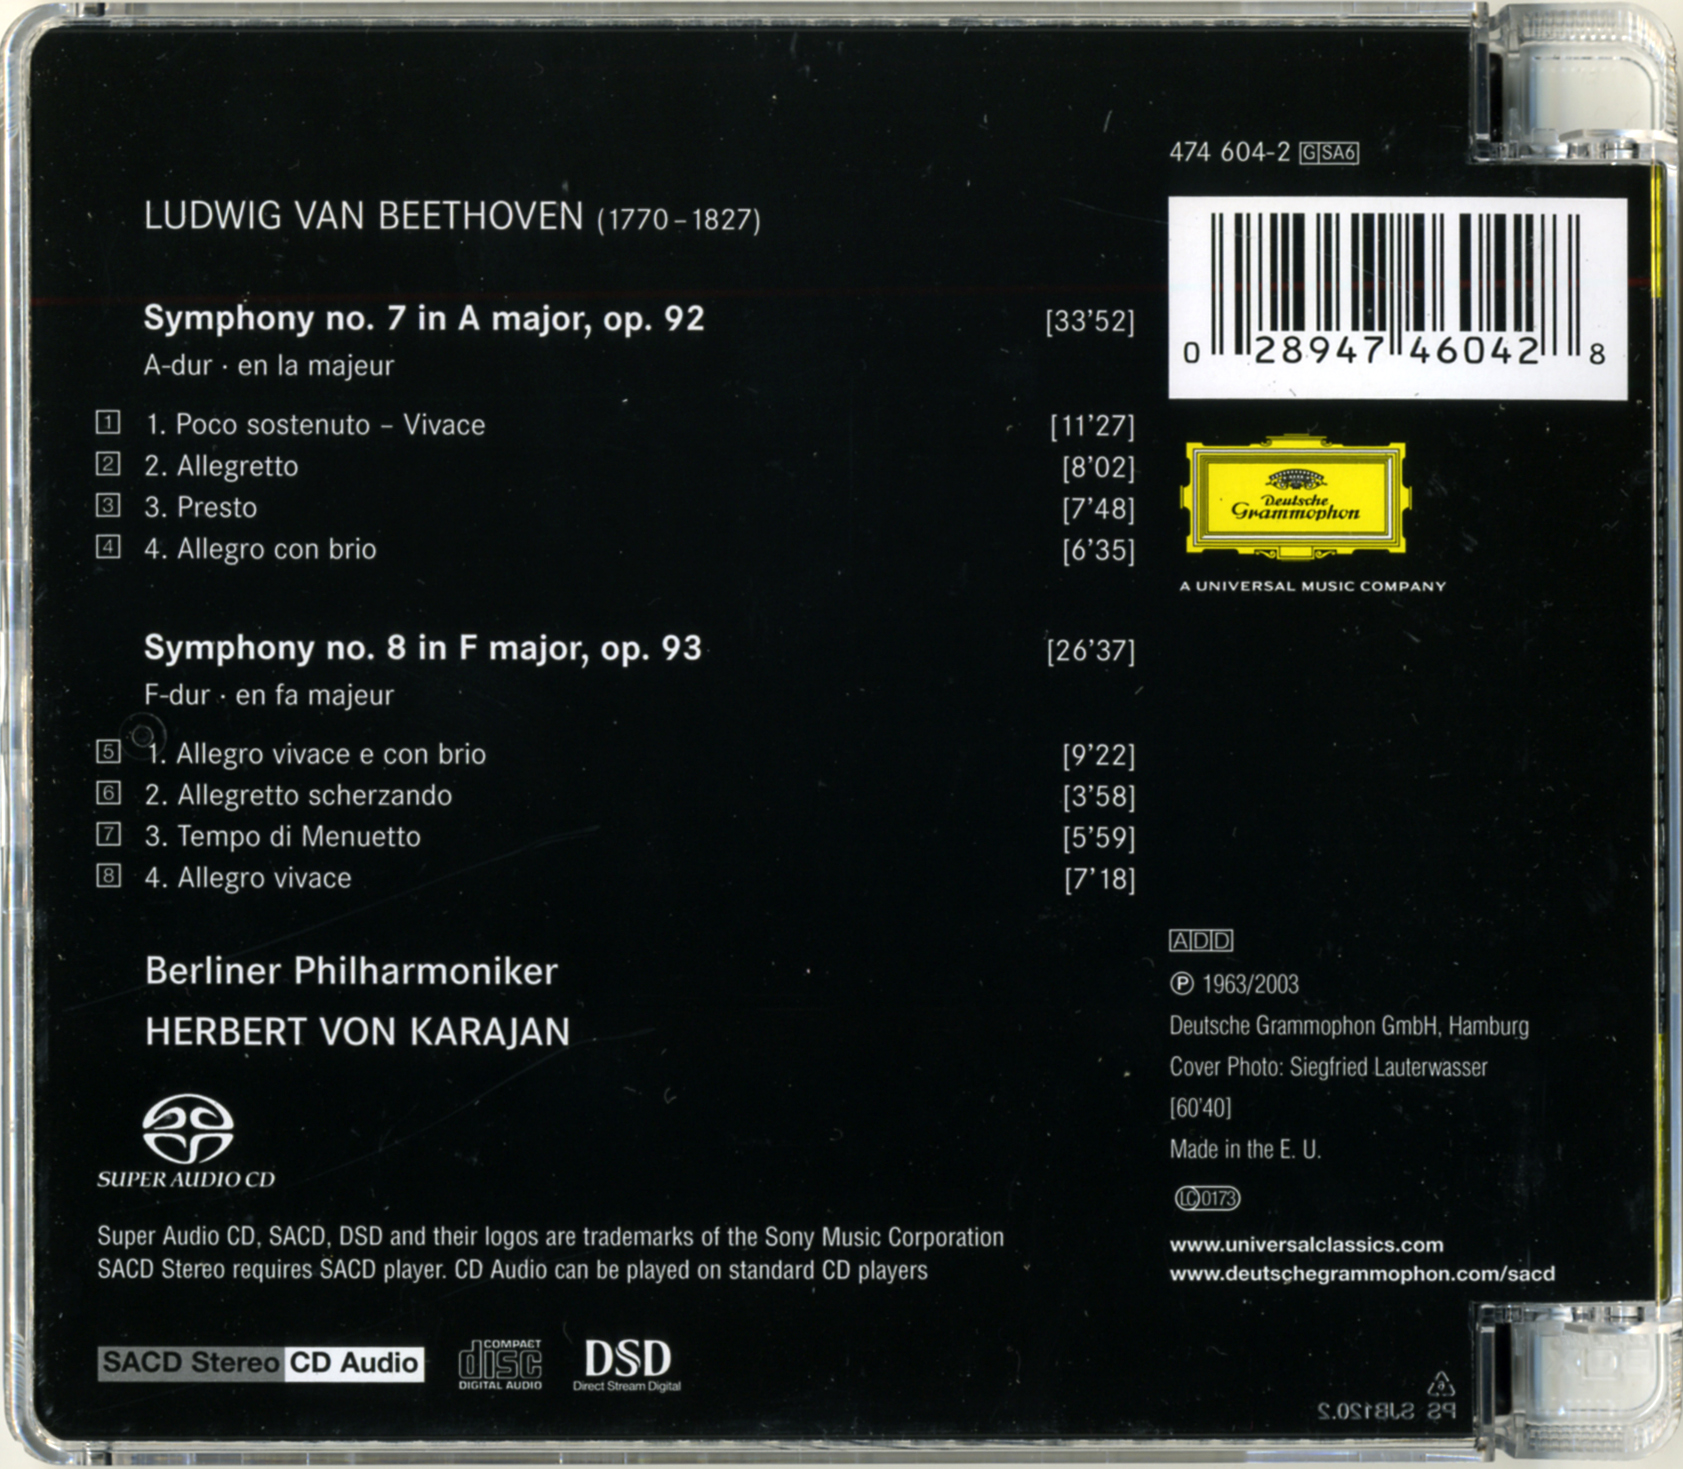 474 604-2 G SA6
LUDWIG VAN BEETHOVEN (1770–1827)
Symphony no. 7 in A major, op. 92 [33'52]
A-dur · en la majeur
1 1. Poco sostenuto – Vivace [11'27]
2 2. Allegretto [8'02]
3 3. Presto [7'48]
4 4. Allegro con brio [6'35]
Symphony no. 8 in F major, op. 93 [26'37]
F-dur · en fa majeur
5 1. Allegro vivace e con brio [9'22]
6 2. Allegretto scherzando [3'58]
7 3. Tempo di Menuetto [5'59]
8 4. Allegro vivace [7'18]
Berliner Philharmoniker
HERBERT VON KARAJAN
SUPER AUDIO CD
Super Audio CD, SACD, DSD and their logos are trademarks of the Sony Music Corporation
SACD Stereo requires SACD player. CD Audio can be played on standard CD players
SACD Stereo CD Audio
COMPACT
disc
DIGITAL AUDIO
DSD
Direct Stream Digital
0 28947 46042 8
Deutsche
Grammophon
A UNIVERSAL MUSIC COMPANY
ADD
℗ 1963/2003
Deutsche Grammophon GmbH, Hamburg
Cover Photo: Siegfried Lauterwasser
[60'40]
Made in the E. U.
LC 0173
www.universalclassics.com
www.deutschegrammophon.com/sacd
6
PS SJB120.2